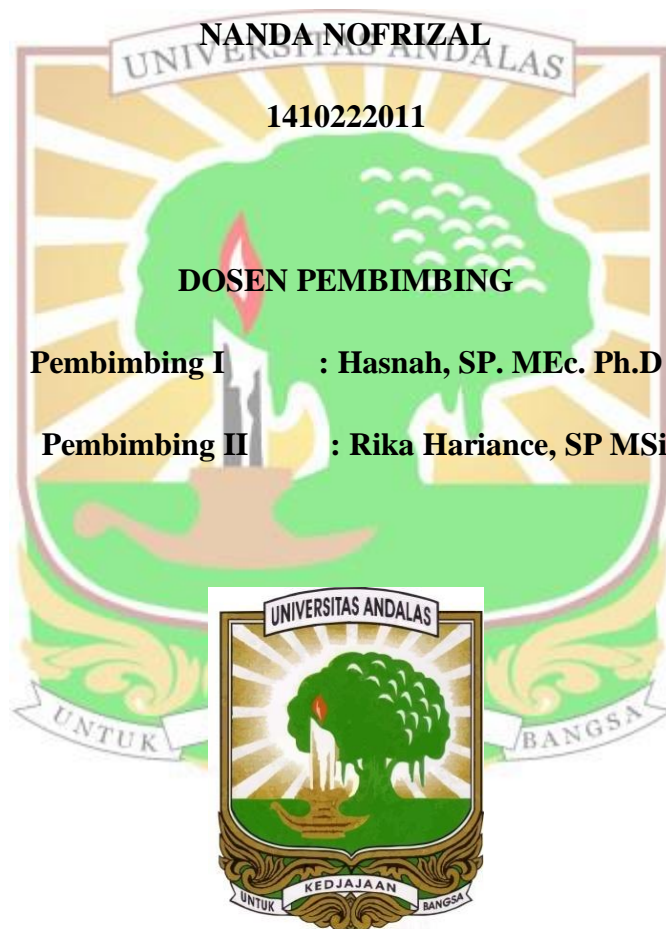 NANDA NOFRIZAL
UNIVERSITAS ANDALAS
1410222011
DOSEN PEMBIMBING
Pembimbing I : Hasnah, SP. MEc. Ph.D
Pembimbing II : Rika Hariance, SP MSi
UNIVERSITAS ANDALAS
UNTUK BANGSA
UNTUK KEDJAJAAN BANGSA